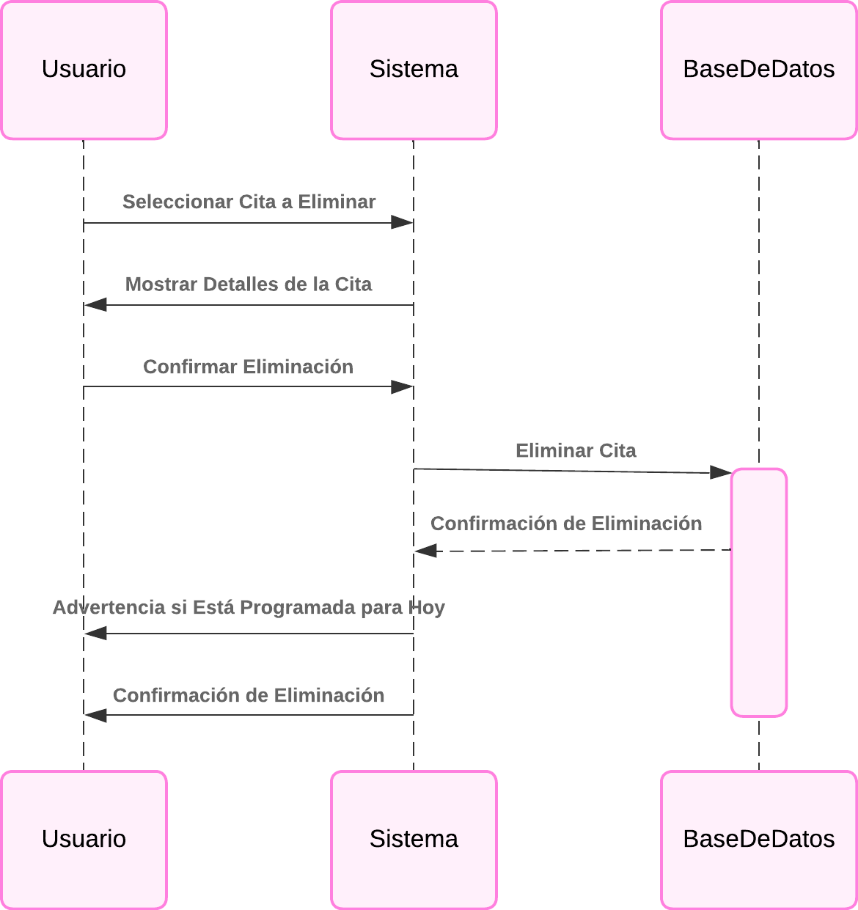 Usuario
Sistema
BaseDeDatos
Seleccionar Cita a Eliminar
Mostrar Detalles de la Cita
Confirmar Eliminación
Eliminar Cita
Confirmación de Eliminación
Advertencia si Está Programada para Hoy
Confirmación de Eliminación
Usuario
Sistema
BaseDeDatos